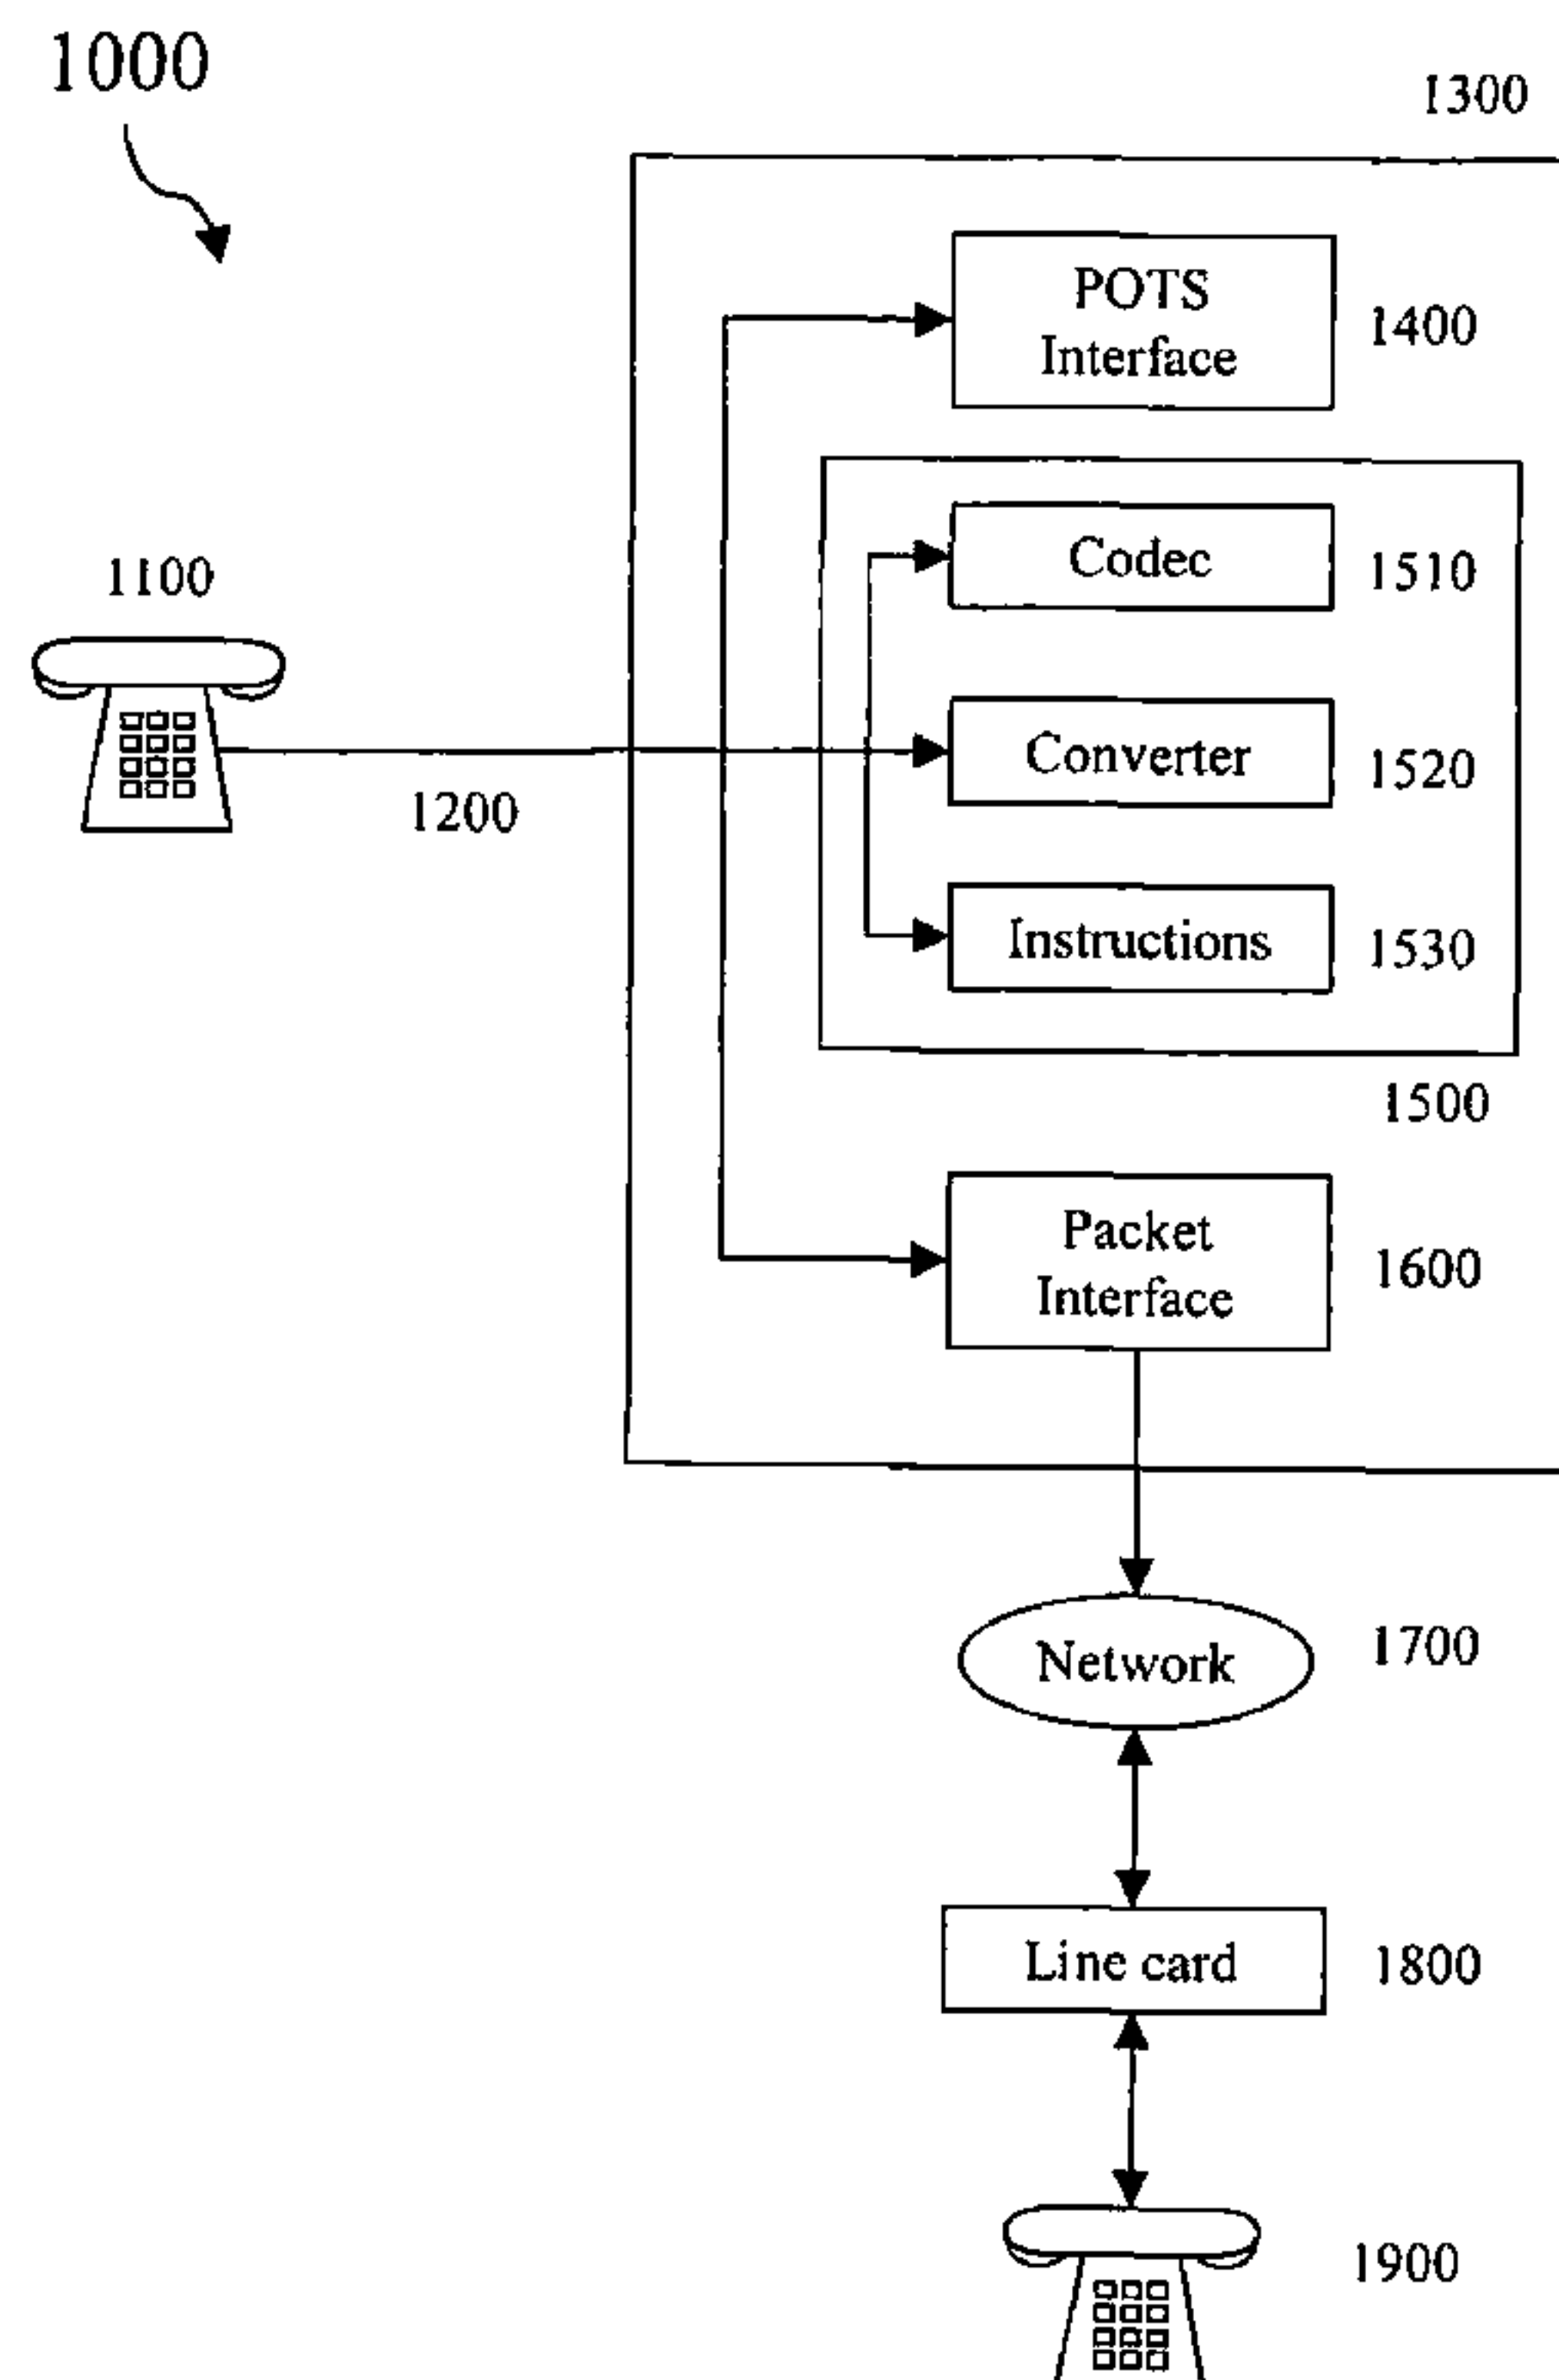 1000
1300
POTS
Interface
1400
Codec
1510
1100
Converter
1520
1200
Instructions
1530
1500
Packet
Interface
1600
Network
1700
Line card
1800
1900